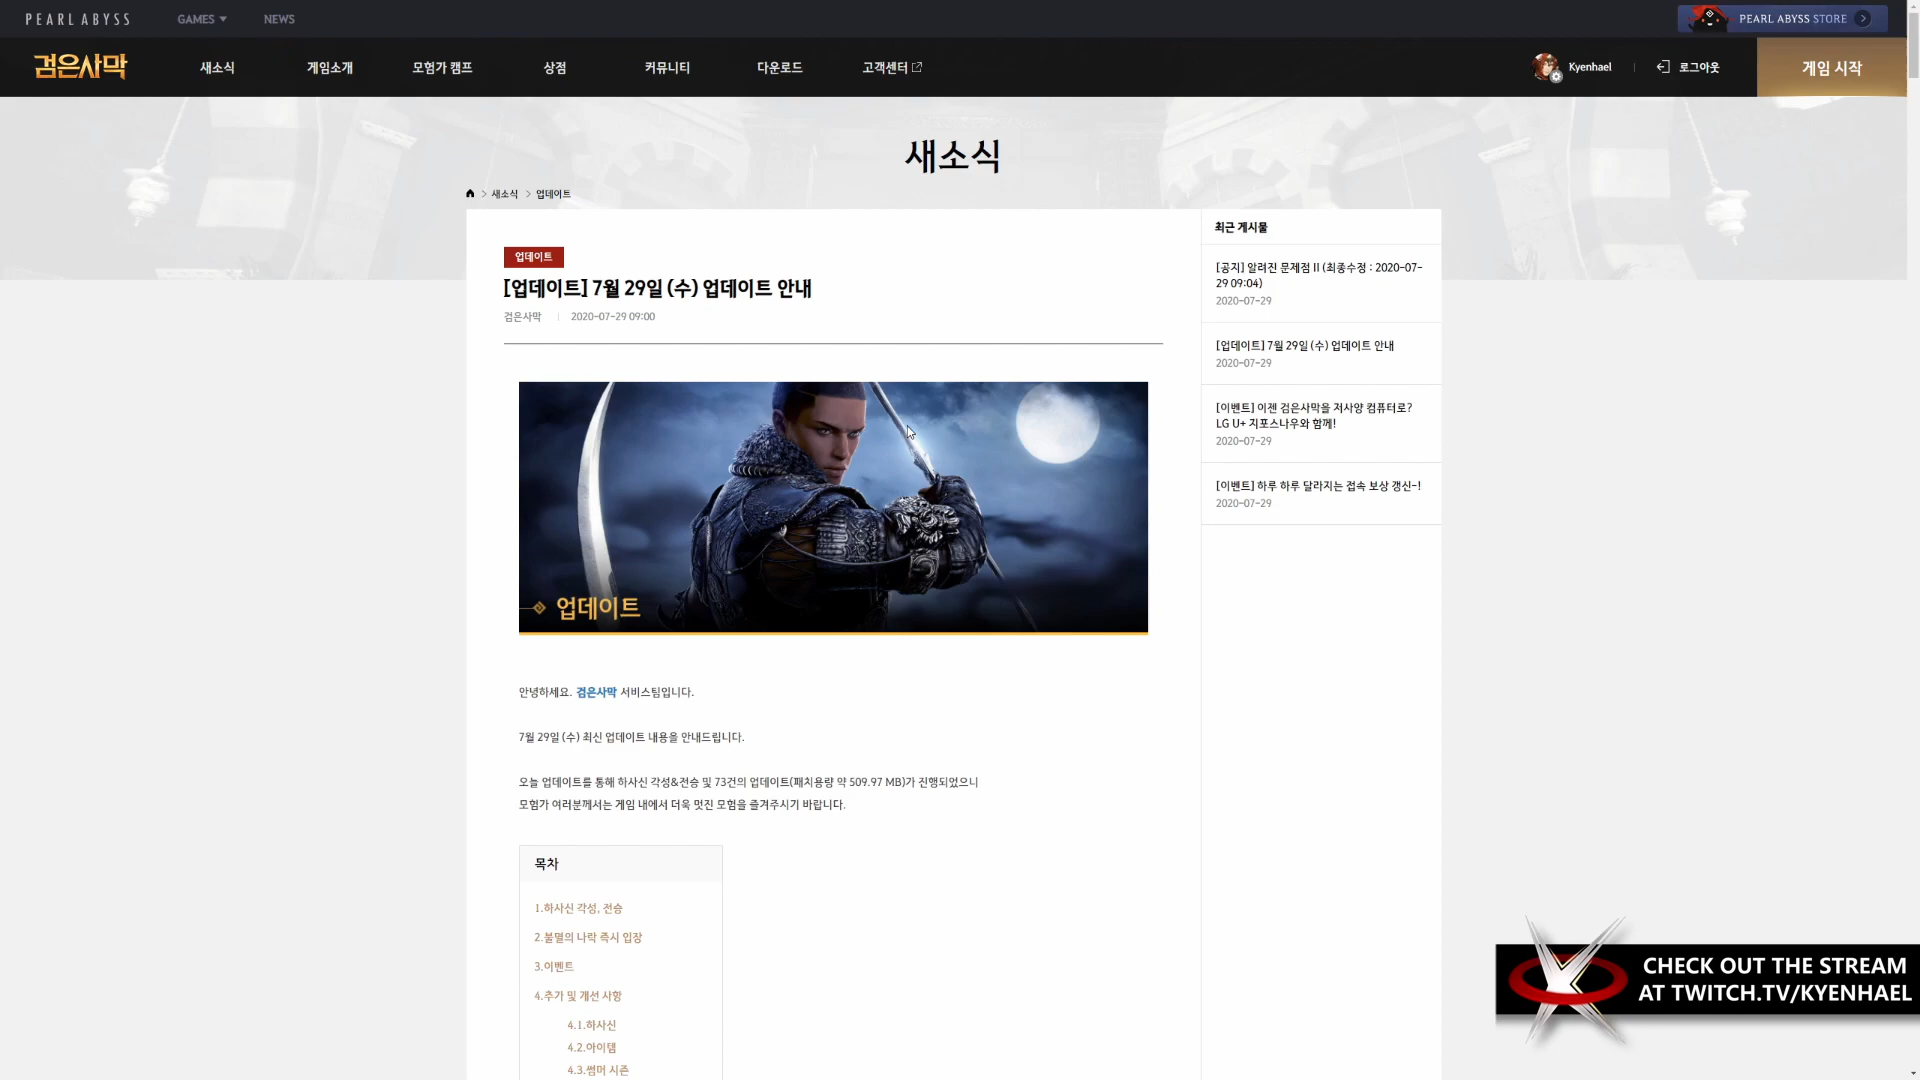 PEARL ABYSS
GAMES
NEWS
PEARL ABYSS STORE
검은사막
새소식
게임소개
모험가 캠프
상점
커뮤니티
다운로드
고객센터
Kyenhael
로그아웃
게임 시작
새소식
새소식 > 업데이트
업데이트
[업데이트] 7월 29일 (수) 업데이트 안내
검은사막 | 2020-07-29 09:00
업데이트
안녕하세요. 검은사막 서비스팀입니다.
7월 29일 (수) 최신 업데이트 내용을 안내드립니다.
오늘 업데이트를 통해 하사신 각성&전승 및 73건의 업데이트(패치용량 약 509.97 MB)가 진행되었으니
모험가 여러분께서는 게임 내에서 더욱 멋진 모험을 즐겨주시기 바랍니다.
목차
1.하사신 각성, 전승
2.불멸의 나락 즉시 입장
3.이벤트
4.추가 및 개선 사항
4.1.하사신
4.2.아이템
4.3.썸머 시즌
최근 게시물
[공지] 알려진 문제점 II (최종수정 : 2020-07-
29 09:04)
2020-07-29
[업데이트] 7월 29일 (수) 업데이트 안내
2020-07-29
[이벤트] 이젠 검은사막을 저사양 컴퓨터로?
LG U+ 지포스나우와 함께!
2020-07-29
[이벤트] 하루 하루 달라지는 접속 보상 갱신~!
2020-07-29
CHECK OUT THE STREAM
AT TWITCH.TV/KYENHAEL